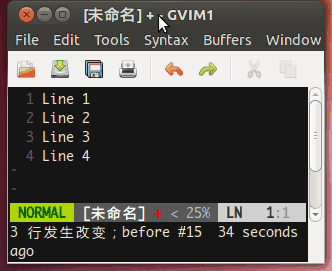 [未命名] + - GVIM1
File Edit Tools Syntax Buffers Window
1 Line 1
2 Line 2
3 Line 3
4 Line 4
-
-
NORMAL [未命名] + < 25% LN 1:1
3 行发生改变；before #15 34 seconds
ago